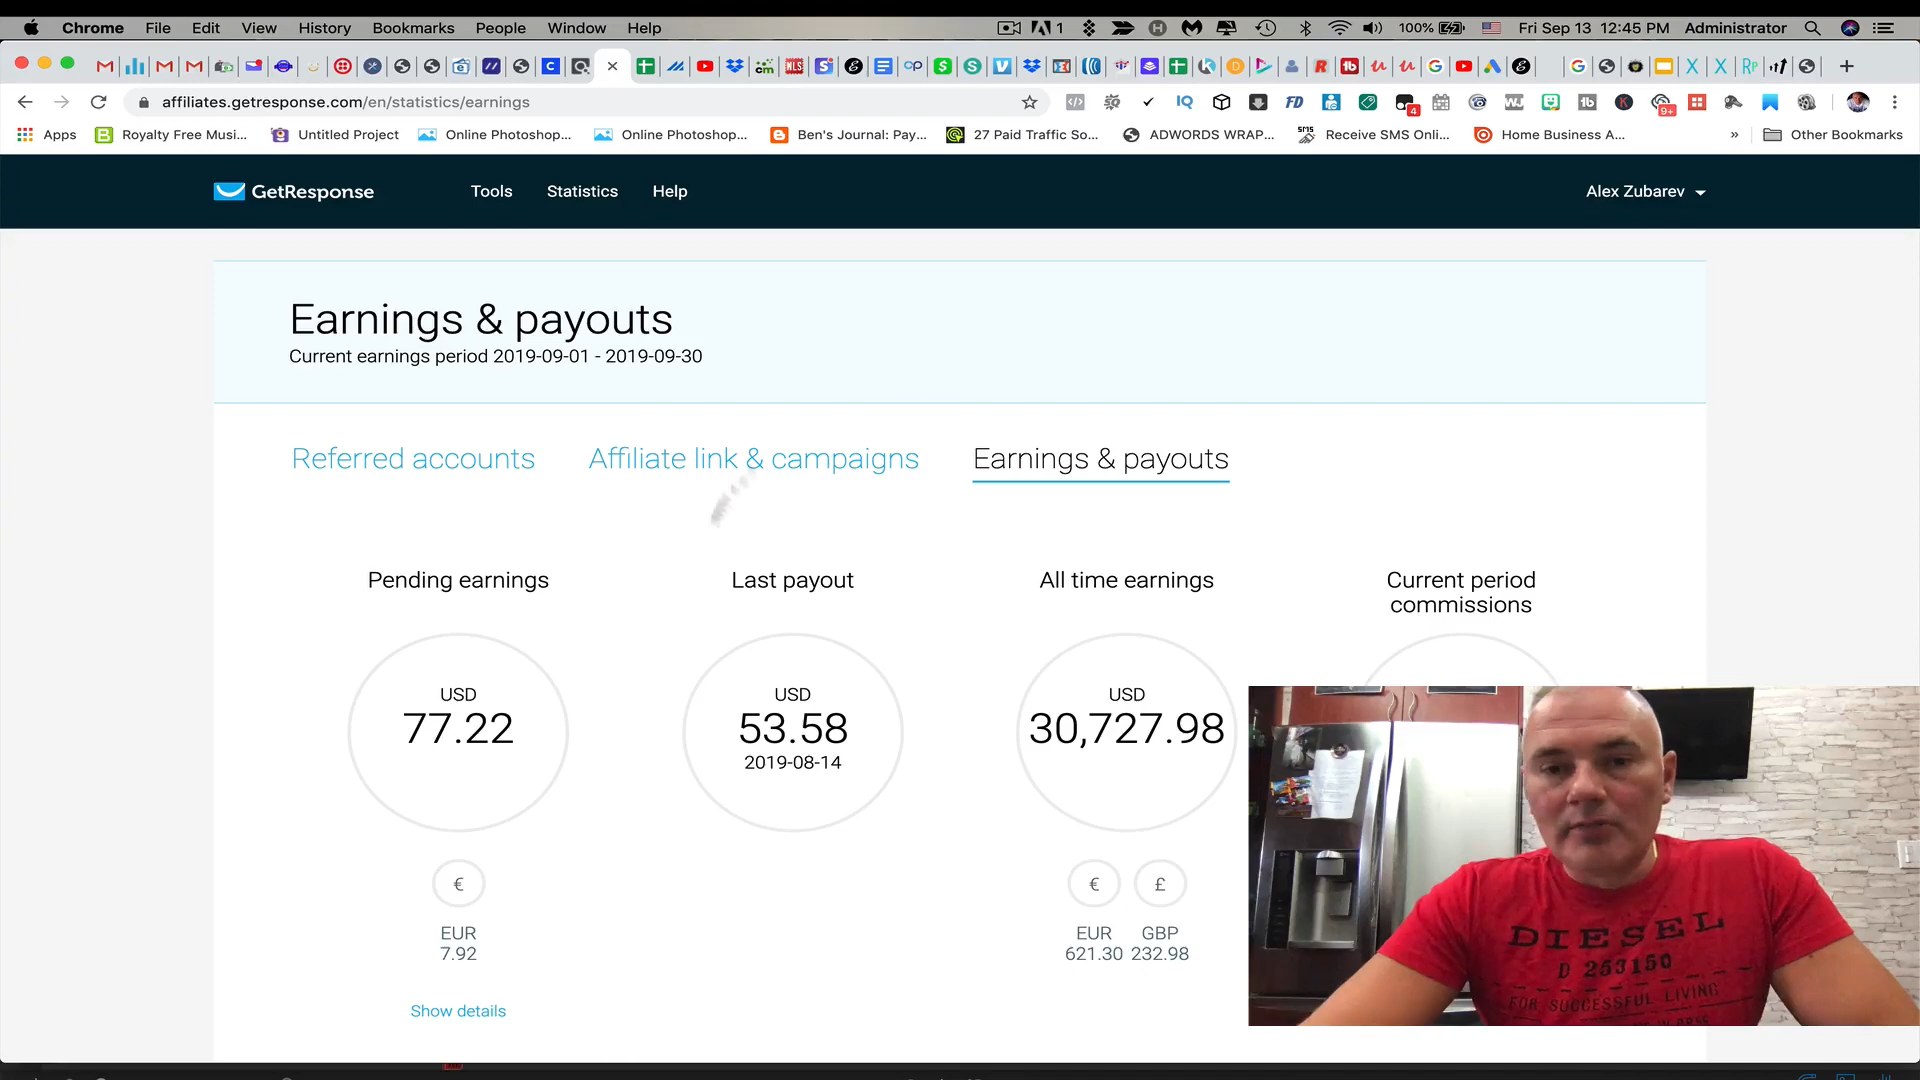 Chrome File Edit View History Bookmarks People Window Help 1 100% Fri Sep 13 12:45 PM Administrator
affiliates.getresponse.com/en/statistics/earnings
Apps Royalty Free Musi... Untitled Project Online Photoshop... Online Photoshop... Ben's Journal: Pay... 27 Paid Traffic So... ADWORDS WRAP... Receive SMS Onli... Home Business A... » Other Bookmarks
GetResponse Tools Statistics Help Alex Zubarev
Earnings & payouts
Current earnings period 2019-09-01 - 2019-09-30
Referred accounts Affiliate link & campaigns Earnings & payouts
Pending earnings Last payout All time earnings Current period
commissions
USD USD USD
77.22 53.58 30,727.98
2019-08-14
€ € £
EUR EUR GBP
7.92 621.30 232.98
Show details
DIESEL
D 253150
FOR SUCCESSFUL LIVING